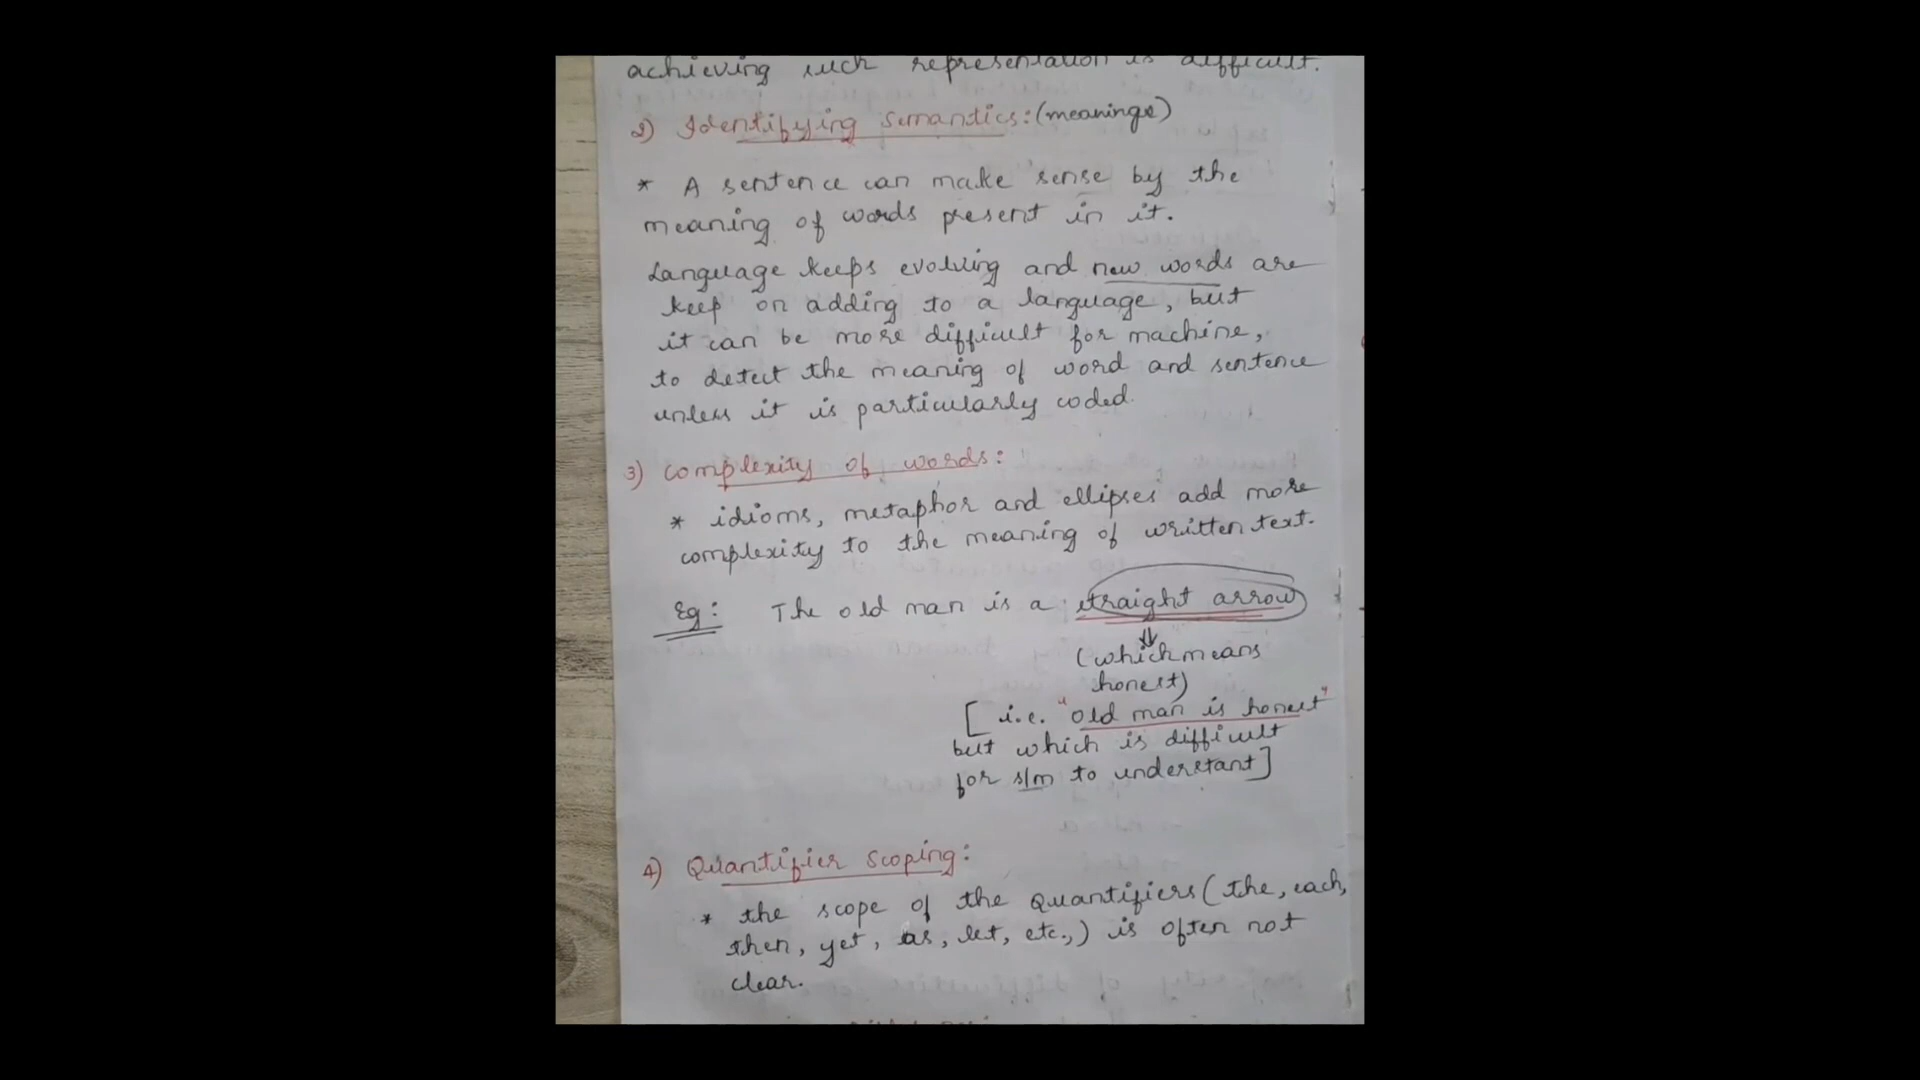 achieving such representation is difficult.
2) Identifying Semantics: (meanings)
* A sentence can make sense by the
meaning of words present in it.
Language keeps evolving and new words are
keep on adding to a language, but
it can be more difficult for machine,
to detect the meaning of word and sentence
unless it is particularly coded.
3) Complexity of words:
* idioms, metaphor and ellipses add more
complexity to the meaning of written text.
Eg: The old man is a straight arrow
(which means
honest)
[ i.e. "old man is honest"
but which is difficult
for s/m to understant]
4) Quantifier Scoping:
* the scope of the Quantifiers (the, each,
then, yet, as, let, etc.,) is often not
clear.